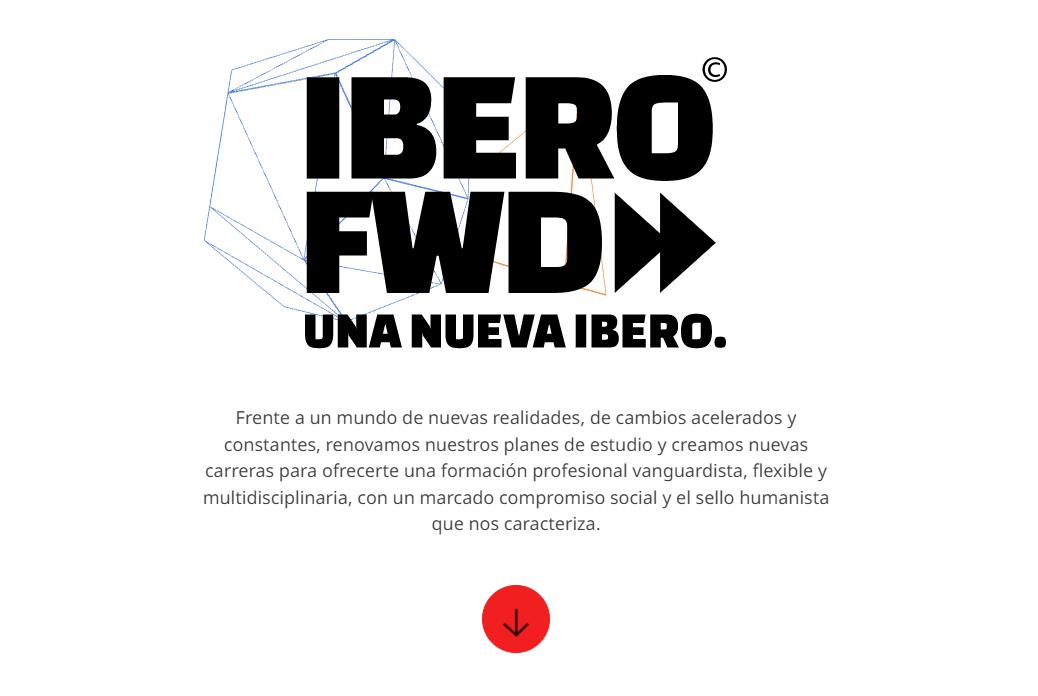 IBERO©
FWD
UNA NUEVA IBERO.
Frente a un mundo de nuevas realidades, de cambios acelerados y
constantes, renovamos nuestros planes de estudio y creamos nuevas
carreras para ofrecerte una formación profesional vanguardista, flexible y
multidisciplinaria, con un marcado compromiso social y el sello humanista
que nos caracteriza.